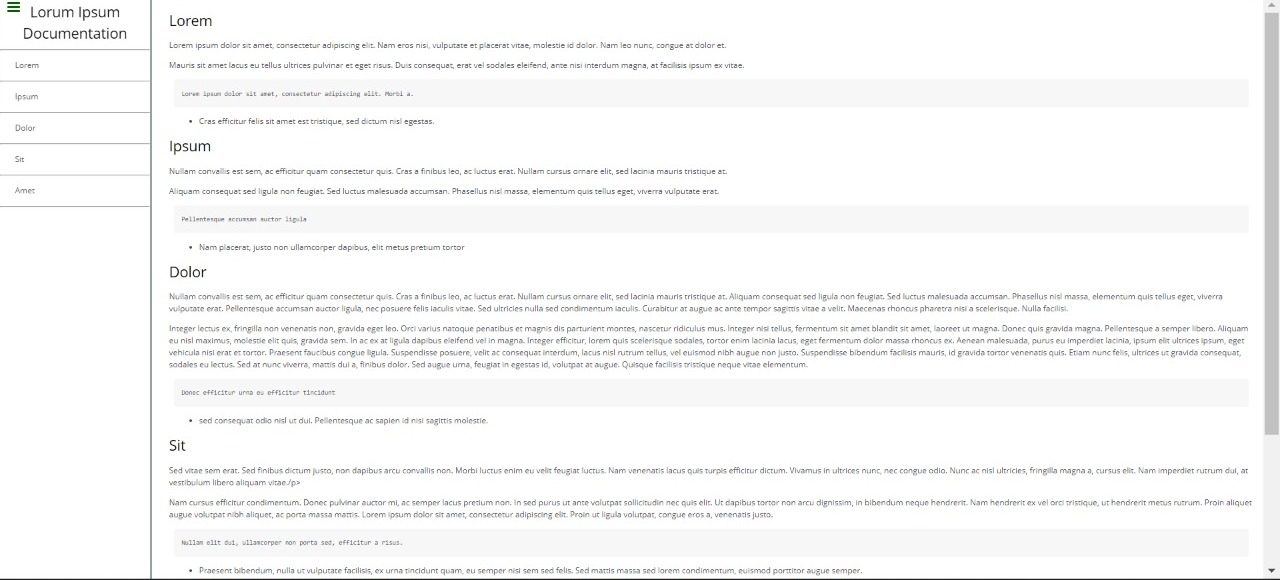 Lorum Ipsum
Documentation
Lorem
Ipsum
Dolor
Sit
Amet
Lorem
Lorem ipsum dolor sit amet, consectetur adipiscing elit. Nam eros nisi, vulputate et placerat vitae, molestie id dolor. Nam leo nunc, congue at dolor et.
Mauris sit amet lacus eu tellus ultrices pulvinar et eget risus. Duis consequat, erat vel sodales eleifend, ante nisi interdum magna, at facilisis ipsum ex vitae.
Lorem ipsum dolor sit amet, consectetur adipiscing elit. Morbi a.
• Cras efficitur felis sit amet est tristique, sed dictum nisl egestas.
Ipsum
Nullam convallis est sem, ac efficitur quam consectetur quis. Cras a finibus leo, ac luctus erat. Nullam cursus ornare elit, sed lacinia mauris tristique at.
Aliquam consequat sed ligula non feugiat. Sed luctus malesuada accumsan. Phasellus nisl massa, elementum quis tellus eget, viverra vulputate erat.
Pellentesque accumsan auctor ligula
• Nam placerat, justo non ullamcorper dapibus, elit metus pretium tortor
Dolor
Nullam convallis est sem, ac efficitur quam consectetur quis. Cras a finibus leo, ac luctus erat. Nullam cursus ornare elit, sed lacinia mauris tristique at. Aliquam consequat sed ligula non feugiat. Sed luctus malesuada accumsan. Phasellus nisl massa, elementum quis tellus eget, viverra
vulputate erat. Pellentesque accumsan auctor ligula, nec posuere felis iaculis vitae. Sed ultricies nulla sed condimentum iaculis. Curabitur at augue ac ante tempor sagittis vitae a velit. Maecenas rhoncus pharetra nisi a scelerisque. Nulla facilisi.
Integer lectus ex, fringilla non venenatis non, gravida eget leo. Orci varius natoque penatibus et magnis dis parturient montes, nascetur ridiculus mus. Integer nisi tellus, fermentum sit amet blandit sit amet, laoreet ut magna. Donec quis gravida magna. Pellentesque a semper libero. Aliquam
eu nisl maximus, molestie elit quis, gravida sem. In ac ex at ligula dapibus eleifend vel in magna. Integer efficitur, lorem quis scelerisque sodales, tortor enim lacinia lacus, eget fermentum dolor massa rhoncus ex. Aenean malesuada, purus eu imperdiet lacinia, ipsum elit ultrices ipsum, eget
vehicula nisi erat et tortor. Praesent faucibus congue ligula. Suspendisse posuere, velit ac consequat interdum, lacus nisl rutrum tellus, vel euismod nibh augue non justo. Suspendisse bibendum facilisis mauris, id gravida tortor venenatis quis. Etiam nunc felis, ultrices ut gravida consequat,
sodales eu lectus. Sed at nunc viverra, mattis dui a, finibus dolor. Sed augue urna, feugiat in egestas id, volutpat at augue. Quisque facilisis tristique neque vitae elementum.
Donec efficitur urna eu efficitur tincidunt
• sed consequat odio nisl ut dui. Pellentesque ac sapien id nisi sagittis molestie.
Sit
Sed vitae sem erat. Sed finibus dictum justo, non dapibus arcu convallis non. Morbi luctus enim eu velit feugiat luctus. Nam venenatis lacus quis turpis efficitur dictum. Vivamus in ultrices nunc, nec congue odio. Nunc ac nisl ultricies, fringilla magna a, cursus elit. Nam imperdiet rutrum dui, at
vestibulum libero aliquam vitae./p>
Nam cursus efficitur condimentum. Donec pulvinar auctor mi, ac semper lacus pretium non. In sed purus ut ante volutpat sollicitudin nec quis elit. Ut dapibus tortor non arcu dignissim, in bibendum neque hendrerit. Nam hendrerit ex vel orci tristique, ut hendrerit metus rutrum. Proin aliquet
augue volutpat nibh aliquet, ac porta massa mattis. Lorem ipsum dolor sit amet, consectetur adipiscing elit. Proin ut ligula volutpat, congue eros a, venenatis justo.
Nullam elit dui, ullamcorper non porta sed, efficitur a risus.
• Praesent bibendum, nulla ut vulputate facilisis, ex urna tincidunt quam, eu semper nisi sem sed felis. Sed mattis massa sed lorem condimentum, euismod porttitor augue semper.